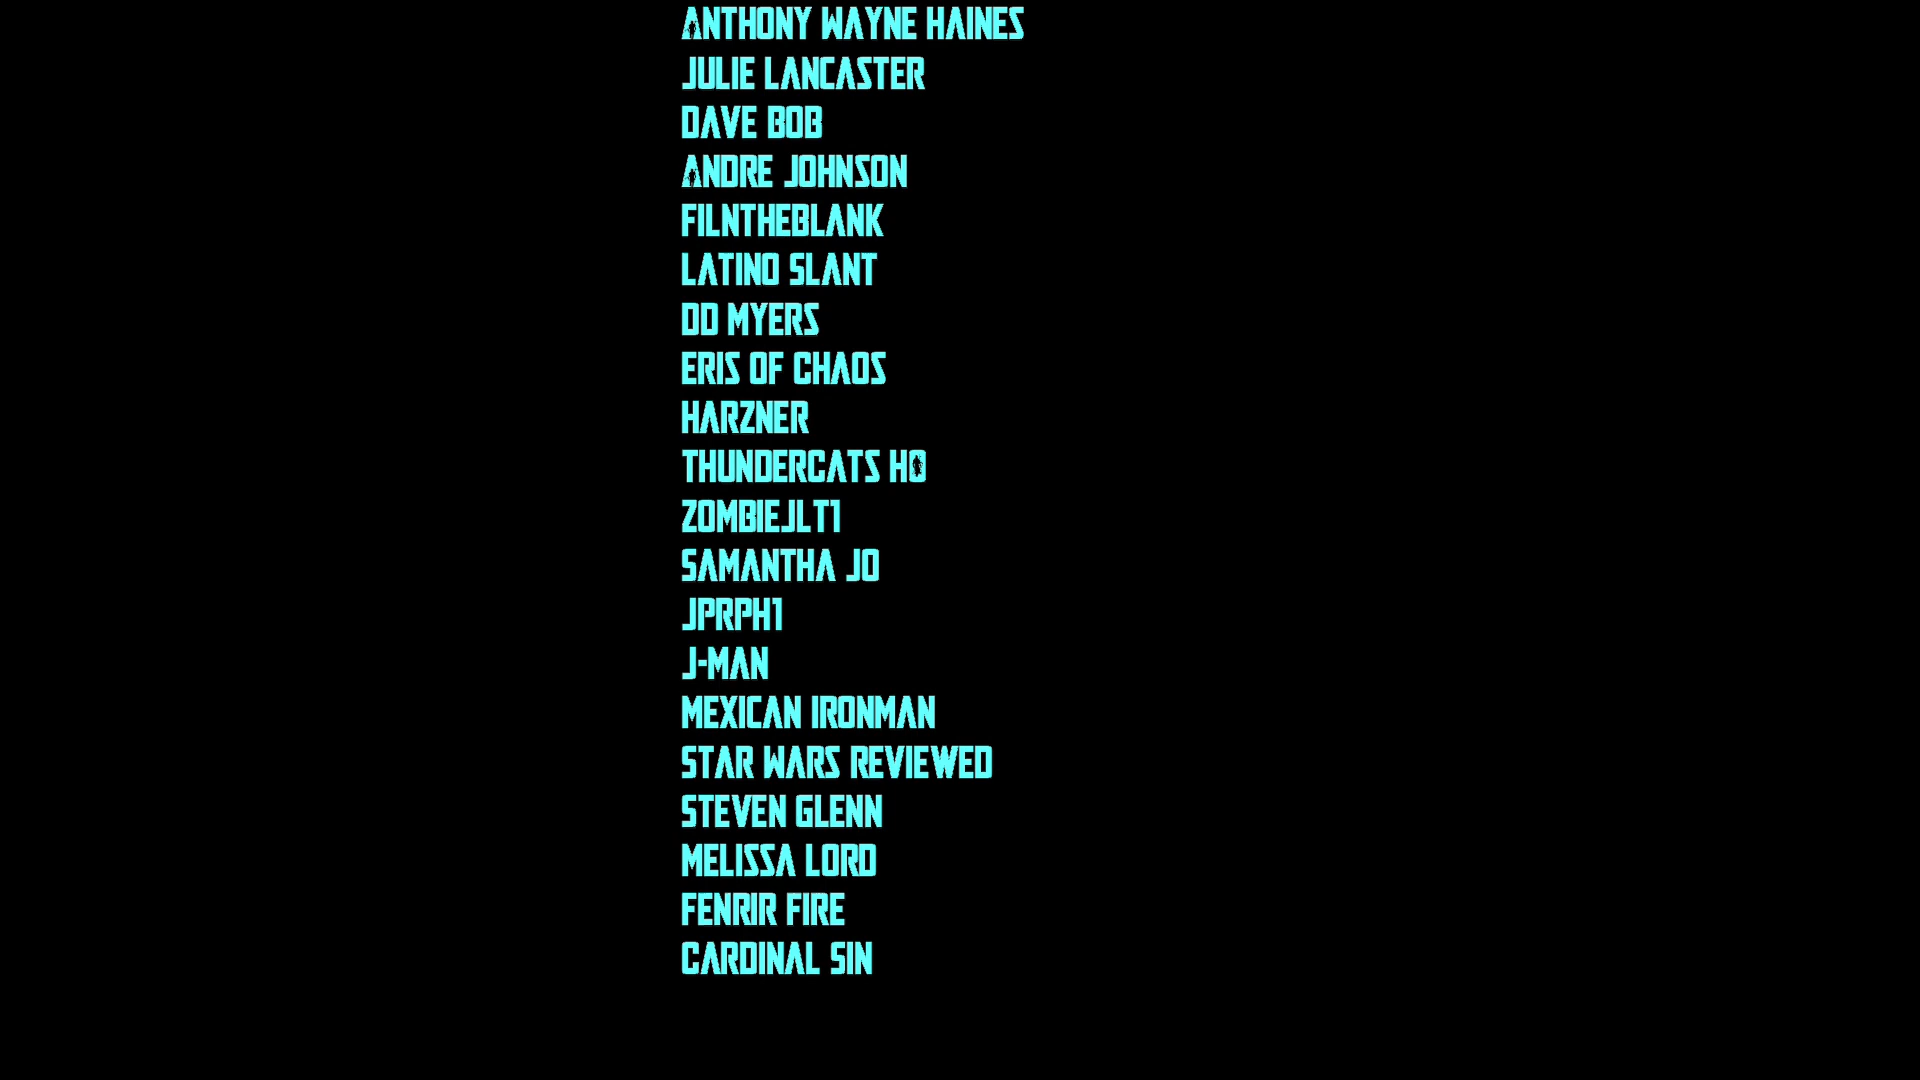 ANTHONY WAYNE HAINES
JULIE LANCASTER
DAVE BOB
ANDRE JOHNSON
FILNTHEBLANK
LATINO SLANT
DD MYERS
ERIS OF CHAOS
HARZNER
THUNDERCATS HO
ZOMBIEJLT1
SAMANTHA JO
JPRPH1
J-MAN
MEXICAN IRONMAN
STAR WARS REVIEWED
STEVEN GLENN
MELISSA LORD
FENRIR FIRE
CARDINAL SIN